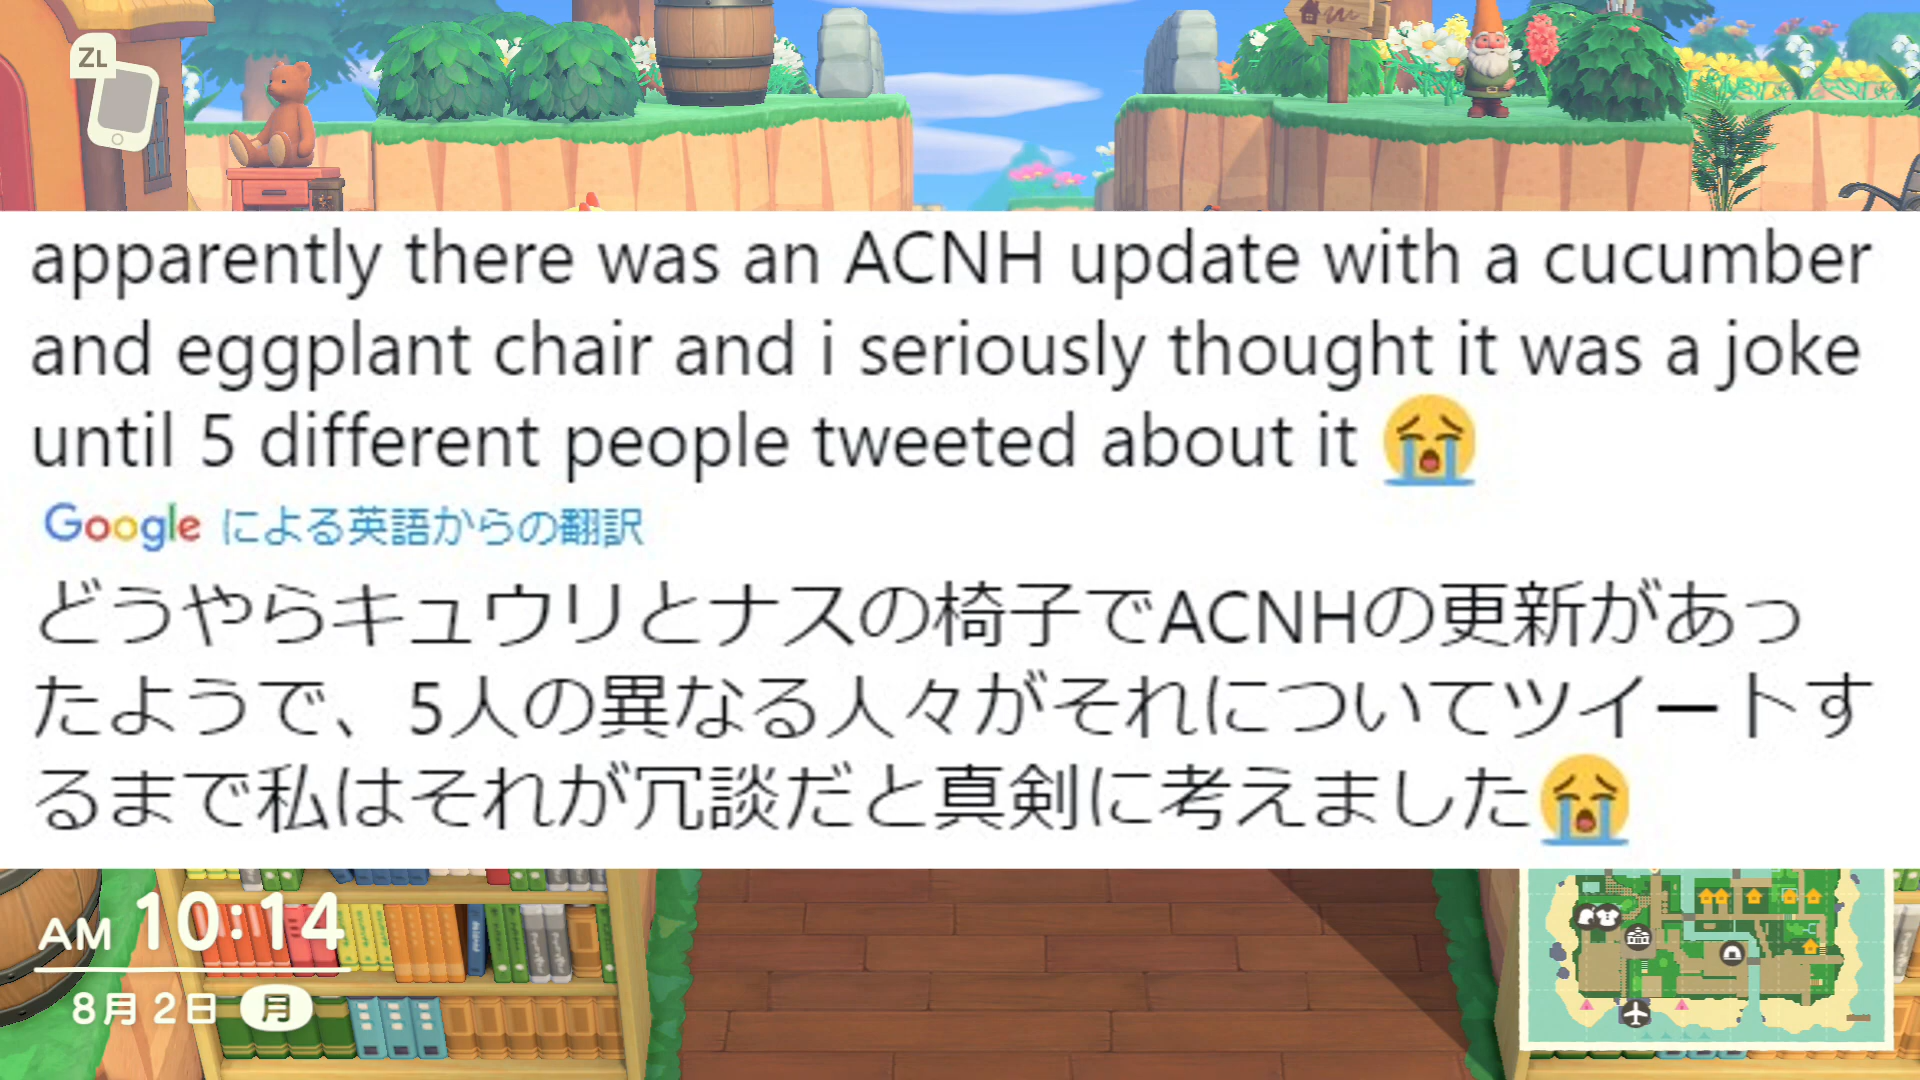 ZL
apparently there was an ACNH update with a cucumber
and eggplant chair and i seriously thought it was a joke
until 5 different people tweeted about it 😭
Google による英語からの翻訳
どうやらキュウリとナスの椅子でACNHの更新があっ
たようで、5人の異なる人々がそれについてツイートす
るまで私はそれが冗談だと真剣に考えました😭
AM 10:14
8月2日 月